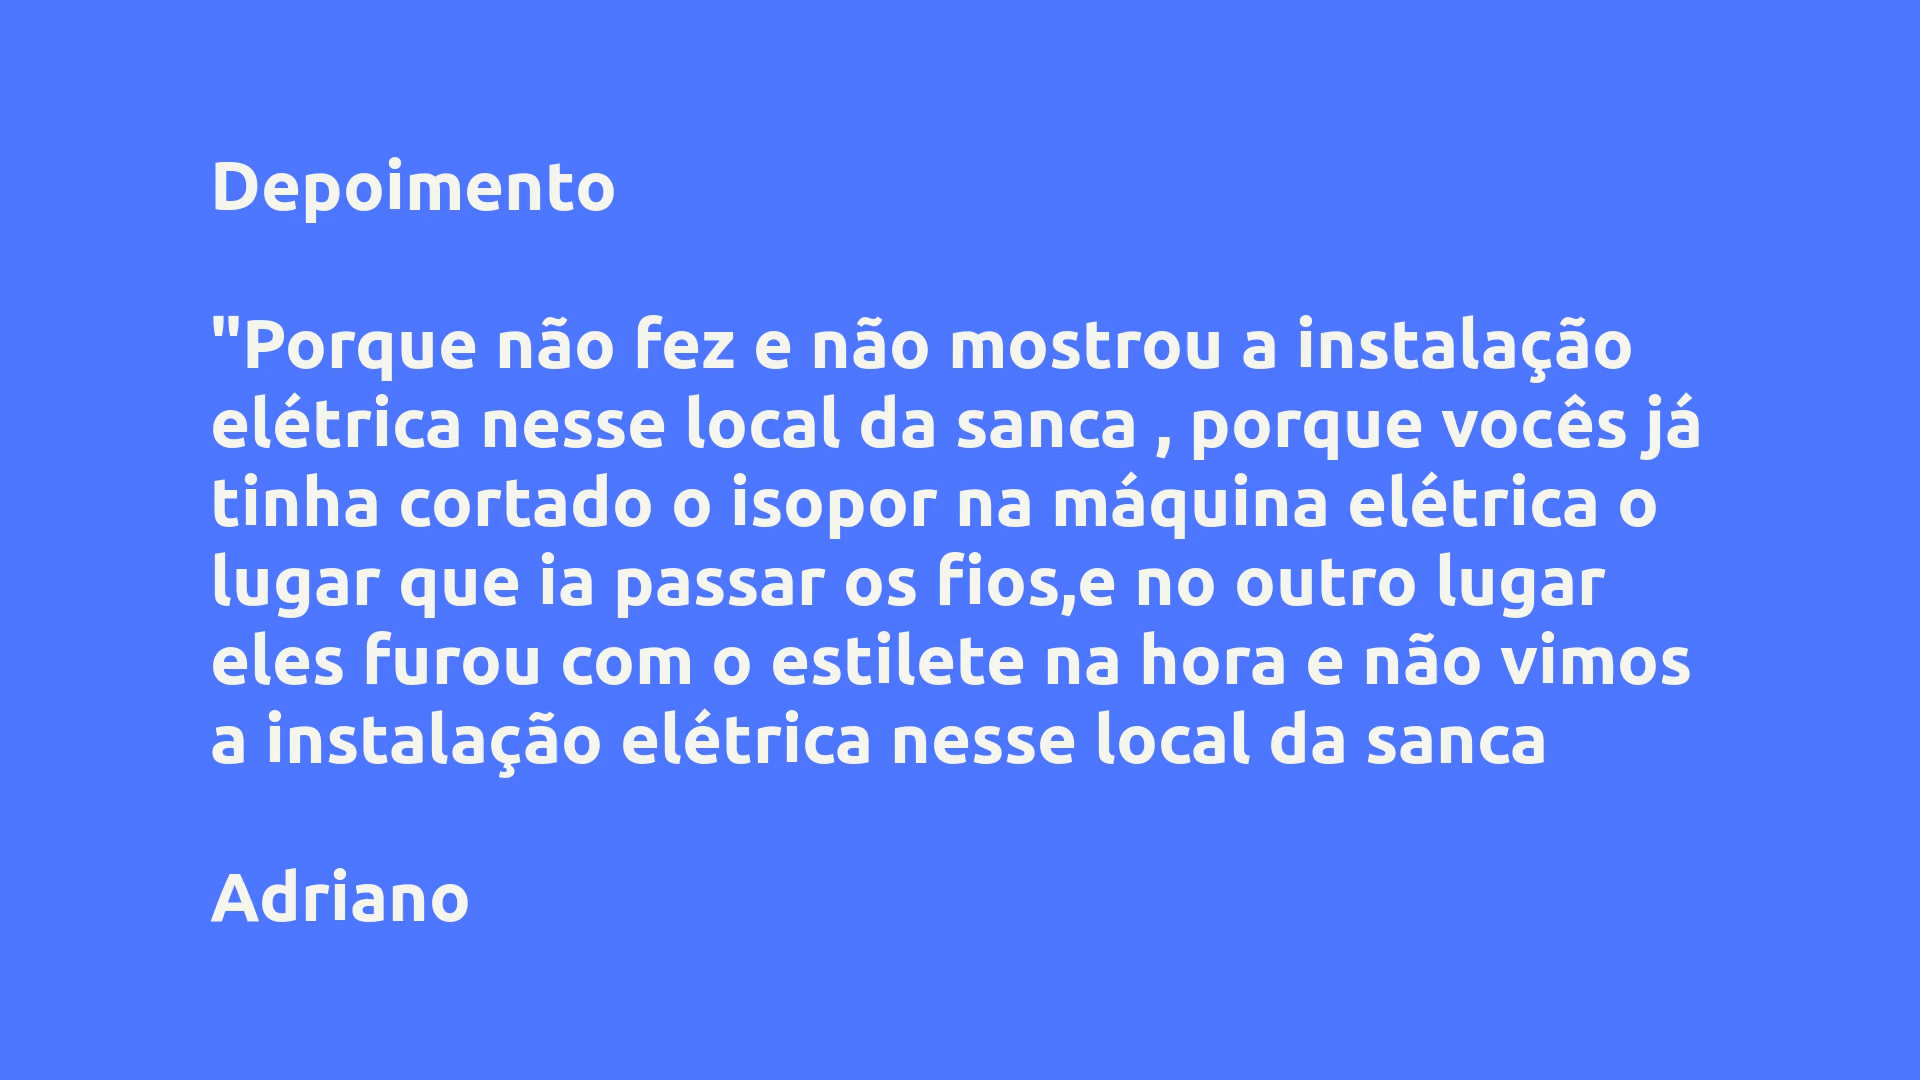 Depoimento
"Porque não fez e não mostrou a instalação
elétrica nesse local da sanca , porque vocês já
tinha cortado o isopor na máquina elétrica o
lugar que ia passar os fios,e no outro lugar
eles furou com o estilete na hora e não vimos
a instalação elétrica nesse local da sanca
Adriano